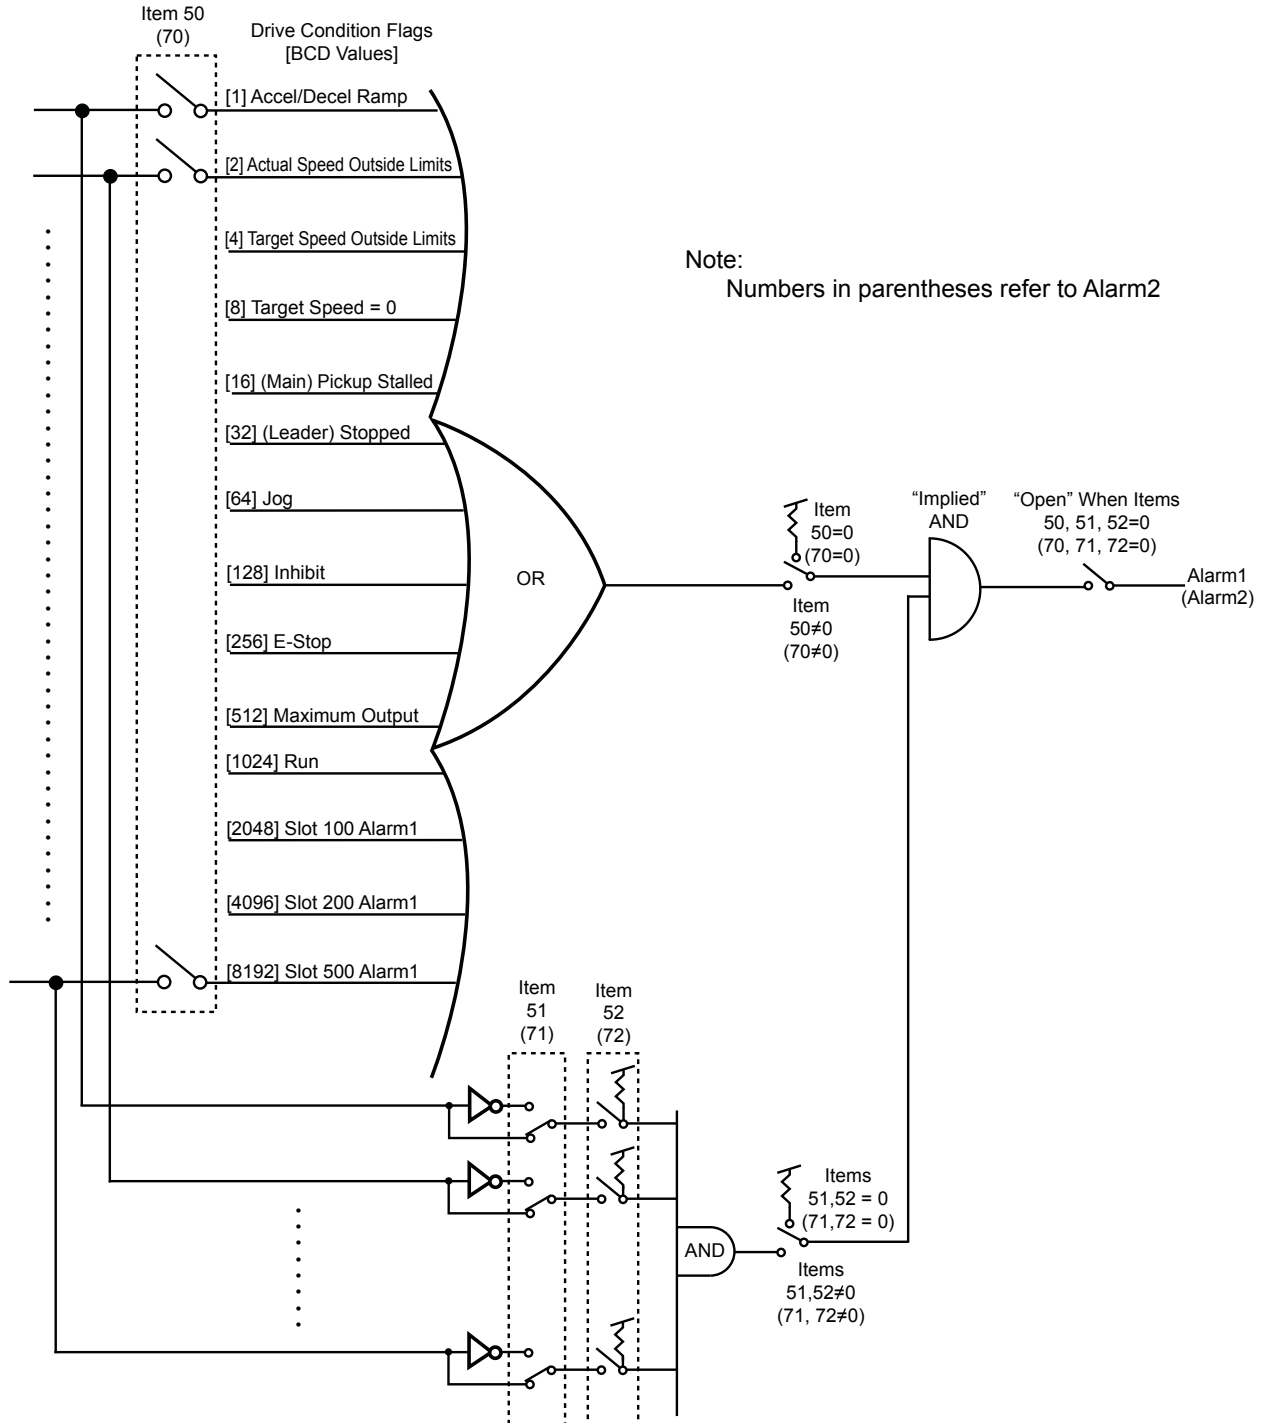 Item 50
(70)
Drive Condition Flags
[BCD Values]
[1] Accel/Decel Ramp
[2] Actual Speed Outside Limits
[4] Target Speed Outside Limits
[8] Target Speed = 0
[16] (Main) Pickup Stalled
[32] (Leader) Stopped
[64] Jog
[128] Inhibit
[256] E-Stop
[512] Maximum Output
[1024] Run
[2048] Slot 100 Alarm1
[4096] Slot 200 Alarm1
[8192] Slot 500 Alarm1
Note:
Numbers in parentheses refer to Alarm2
OR
Item
50=0
(70=0)
Item
50≠0
(70≠0)
“Implied”
AND
“Open” When Items
50, 51, 52=0
(70, 71, 72=0)
Alarm1
(Alarm2)
Item
51
(71)
Item
52
(72)
AND
Items
51,52 = 0
(71,72 = 0)
Items
51,52≠0
(71, 72≠0)